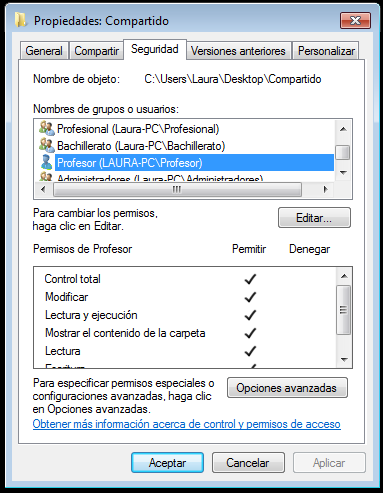 Propiedades: Compartido
General
Compartir
Seguridad
Versiones anteriores
Personalizar
Nombre de objeto: C:\Users\Laura\Desktop\Compartido
Nombres de grupos o usuarios:
Profesional (Laura-PC\Profesional)
Bachillerato (Laura-PC\Bachillerato)
Profesor (LAURA-PC\Profesor)
Administradores (Laura-PC\Administradores)
Para cambiar los permisos,
haga clic en Editar.
Editar...
Permisos de Profesor Permitir Denegar
Control total
Modificar
Lectura y ejecución
Mostrar el contenido de la carpeta
Lectura
Escritura
Para especificar permisos especiales o
configuraciones avanzadas, haga clic
en Opciones avanzadas.
Opciones avanzadas
Obtener más información acerca de control y permisos de acceso
Aceptar
Cancelar
Aplicar